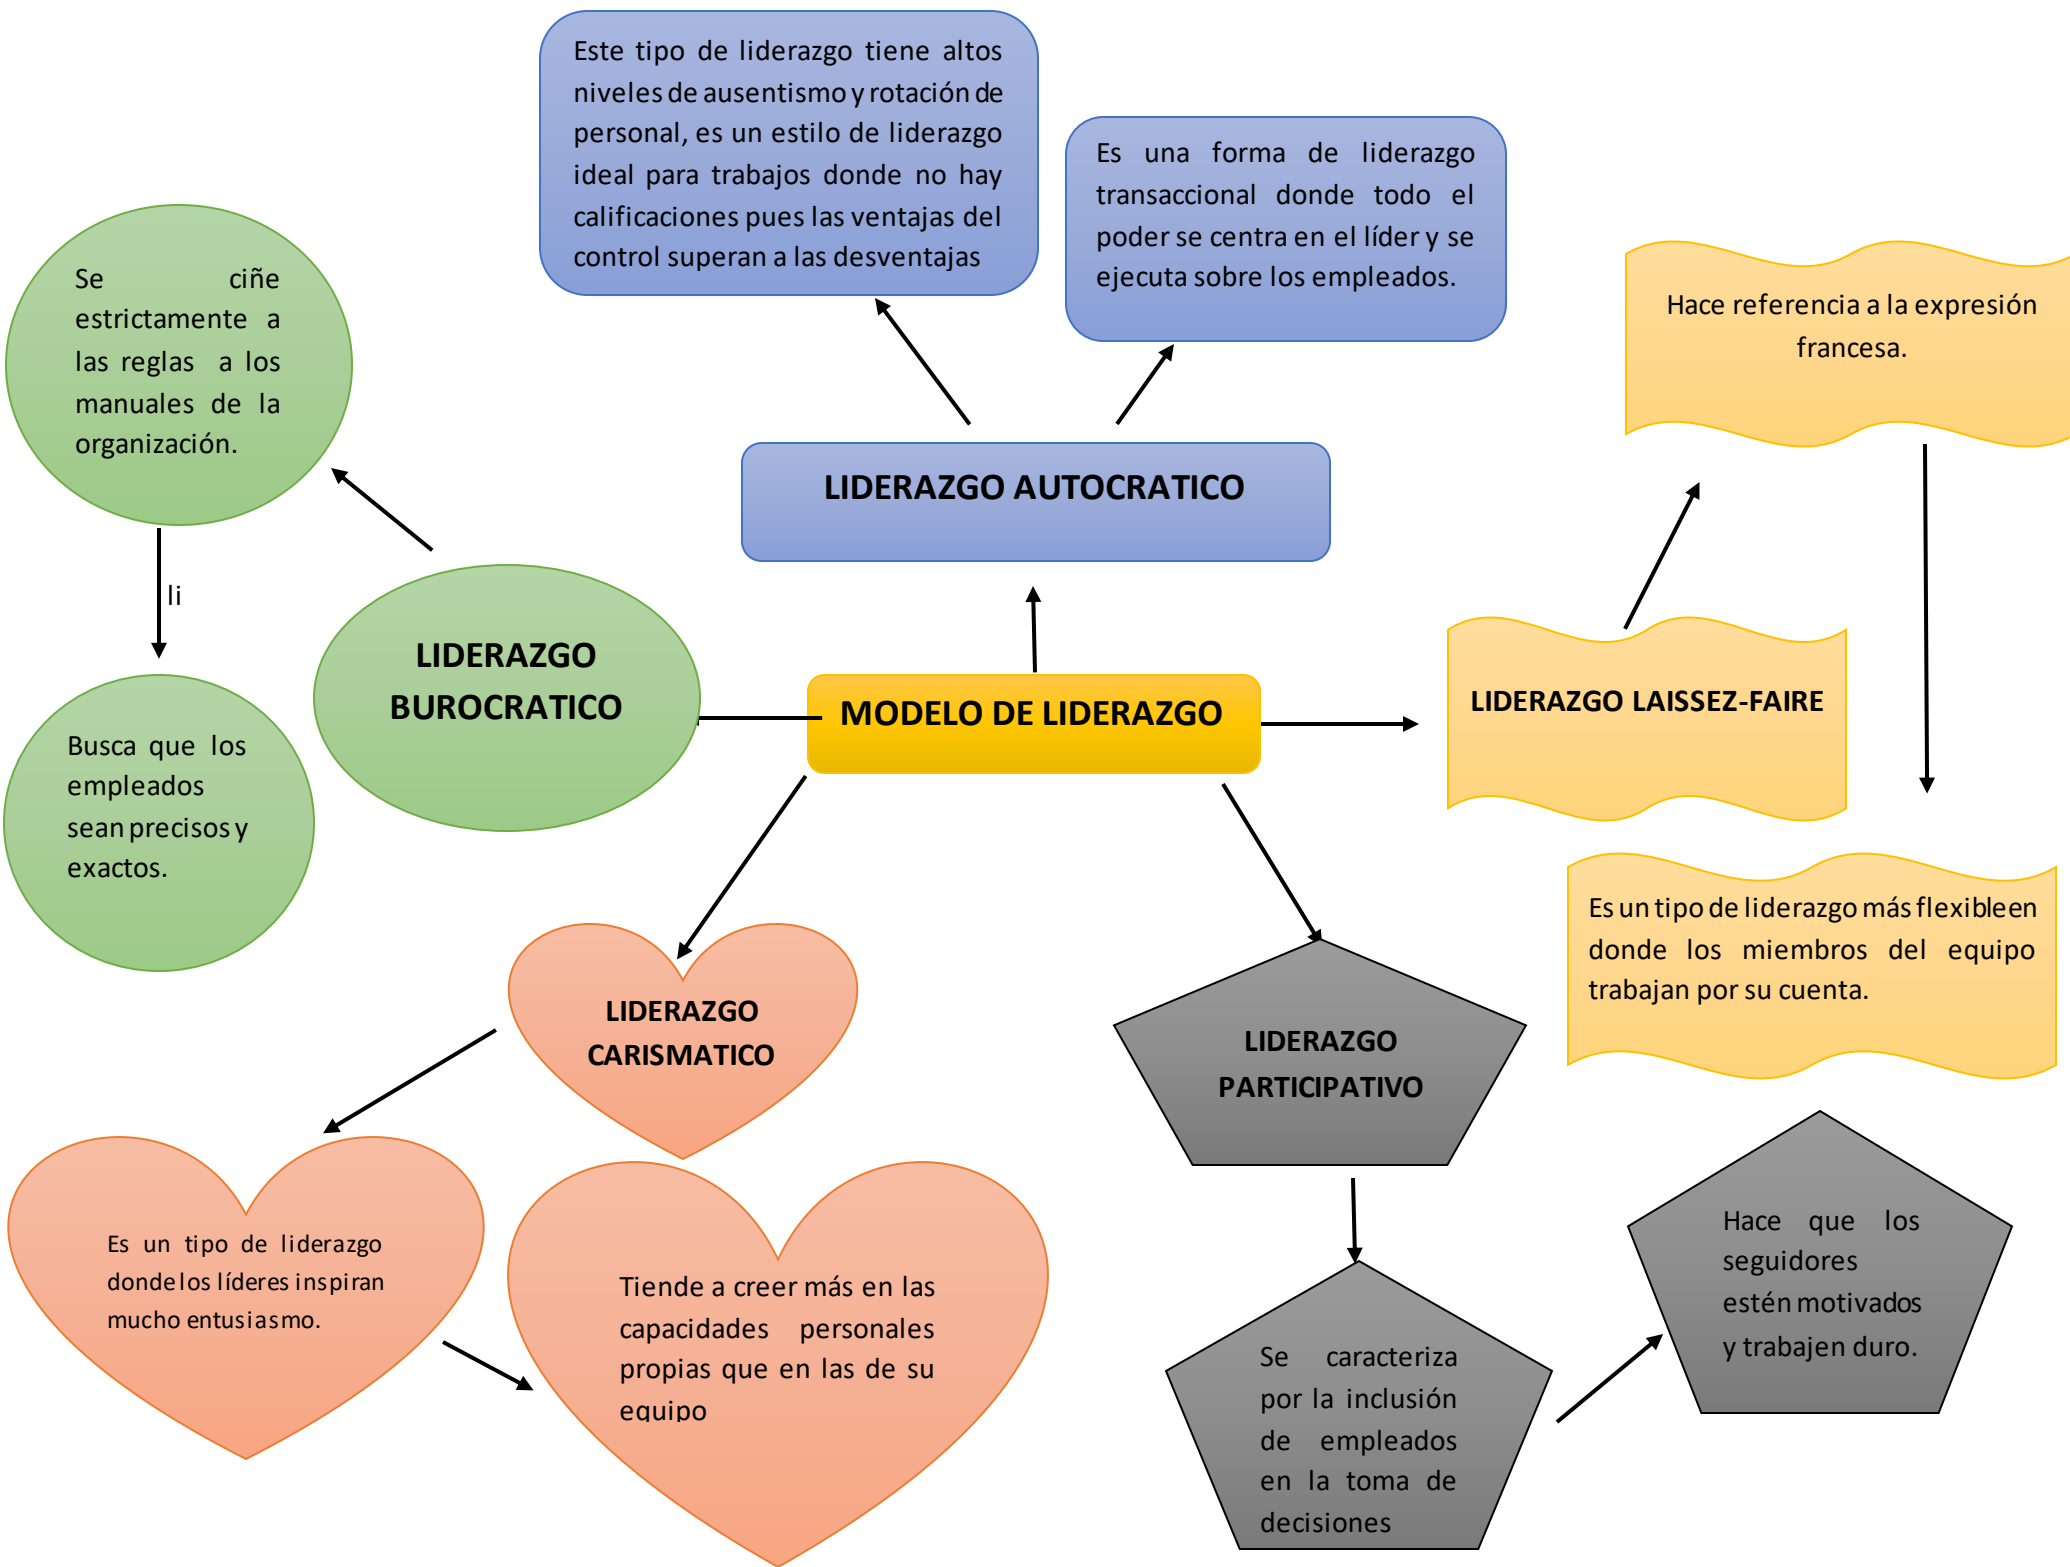 Este tipo de liderazgo tiene altos
niveles de ausentismo y rotación de
personal, es un estilo de liderazgo
ideal para trabajos donde no hay
calificaciones pues las ventajas del
control superan a las desventajas
Es una forma de liderazgo
transaccional donde todo el
poder se centra en el líder y se
ejecuta sobre los empleados.
Se ciñe
estrictamente a
las reglas a los
manuales de la
organización.
Hace referencia a la expresión
francesa.
LIDERAZGO AUTOCRATICO
li
LIDERAZGO
BUROCRATICO
MODELO DE LIDERAZGO
LIDERAZGO LAISSEZ-FAIRE
Busca que los
empleados
sean precisos y
exactos.
Es un tipo de liderazgo más flexible en
donde los miembros del equipo
trabajan por su cuenta.
LIDERAZGO
CARISMATICO
LIDERAZGO
PARTICIPATIVO
Es un tipo de liderazgo
donde los líderes inspiran
mucho entusiasmo.
Tiende a creer más en las
capacidades personales
propias que en las de su
equipo
Hace que los
seguidores
estén motivados
y trabajen duro.
Se caracteriza
por la inclusión
de empleados
en la toma de
decisiones